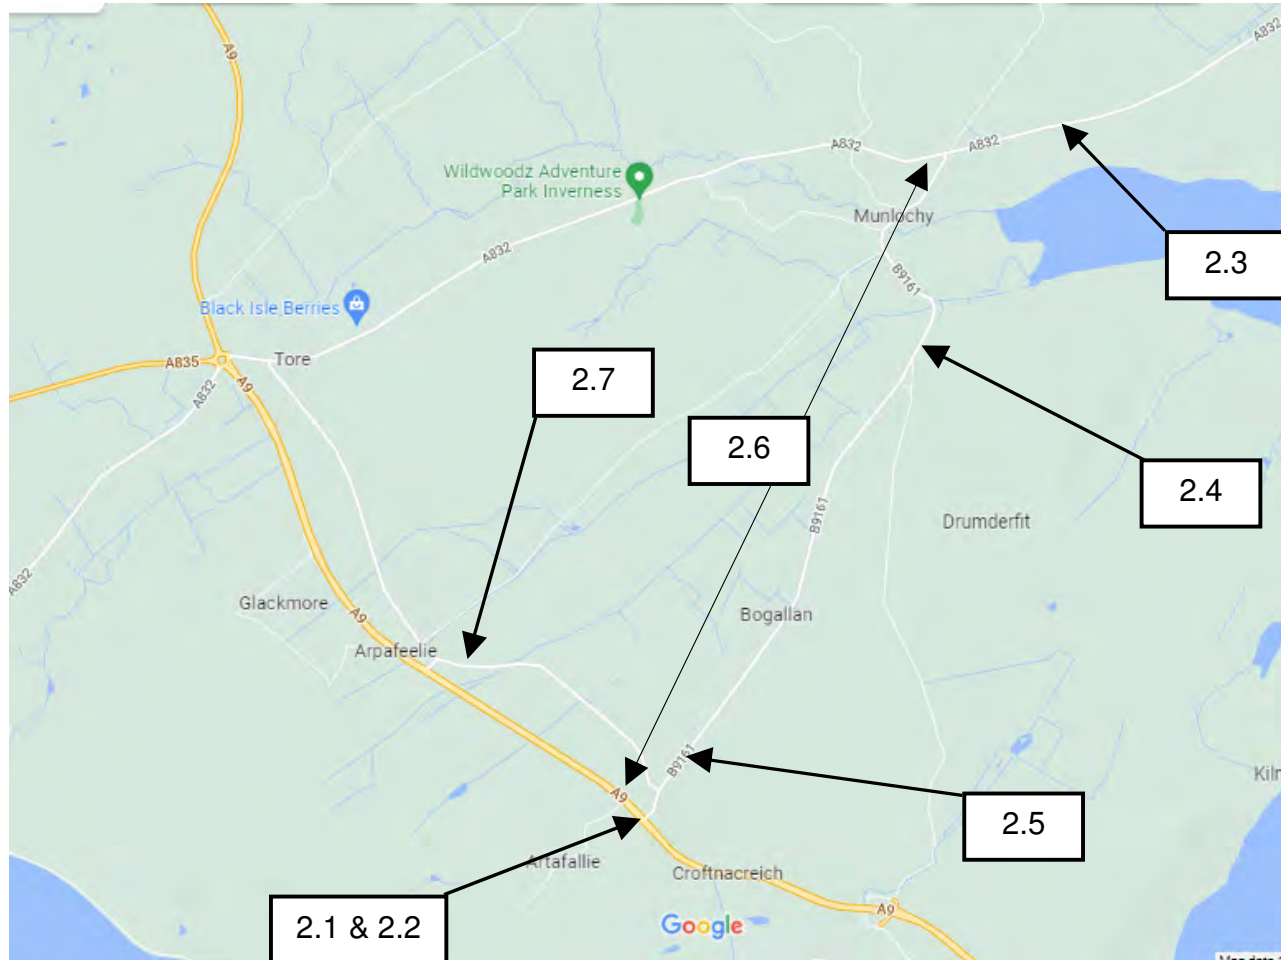 A9
A832
A832
A832
Wildwoodz Adventure
Park Inverness
Munlochy
2.3
A832
B9161
Black Isle Berries
A835
Tore
A9
A832
2.7
2.6
2.4
B9161
Drumderfit
A832
Glackmore
A9
Bogallan
Arpafeelie
B9161
A9
2.5
Artafallie
Croftnacreich
2.1 & 2.2
Google
A9